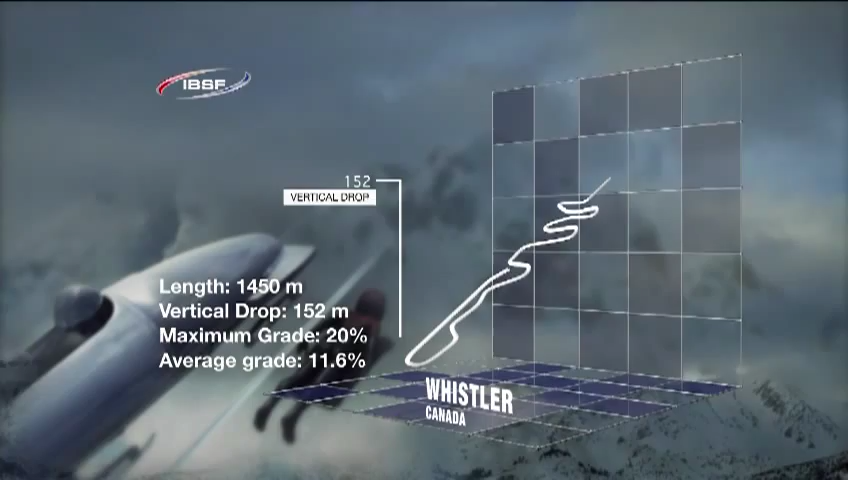 IBSF
152
VERTICAL DROP
Length: 1450 m
Vertical Drop: 152 m
Maximum Grade: 20%
Average grade: 11.6%
WHISTLER
CANADA